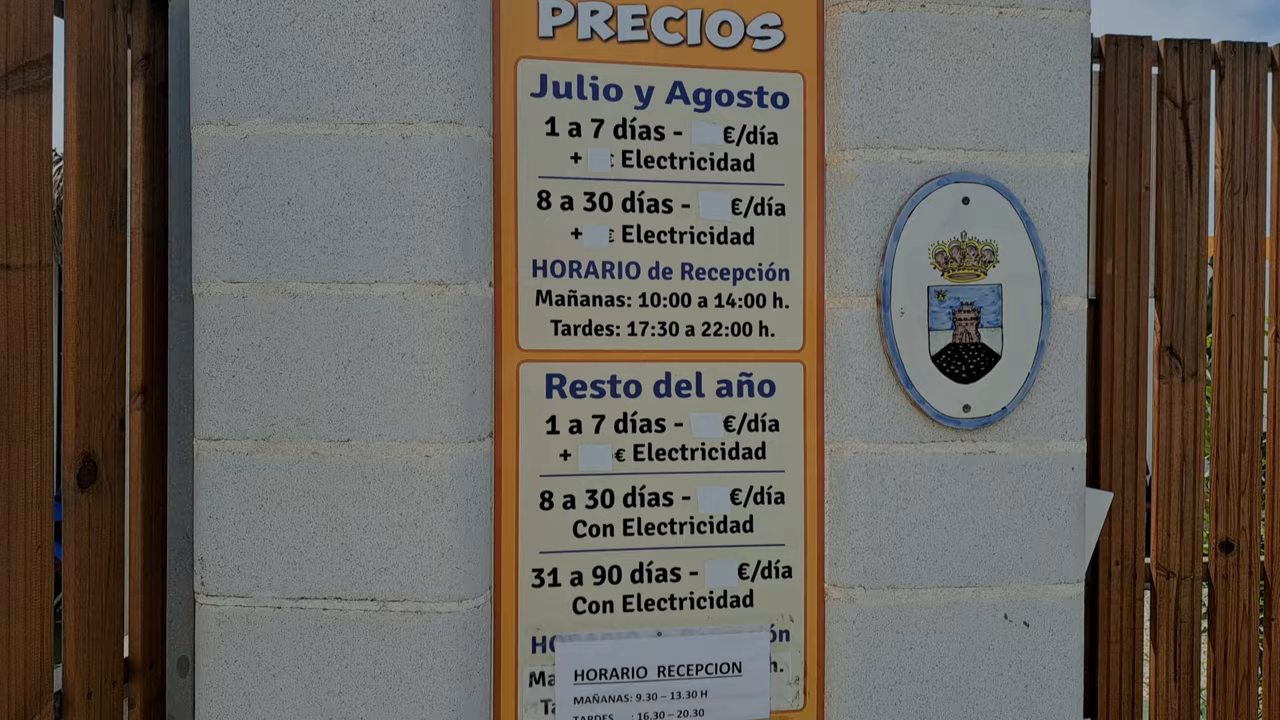 PRECIOS
Julio y Agosto
1 a 7 días - €/día
+ € Electricidad
8 a 30 días - €/día
+ € Electricidad
HORARIO de Recepción
Mañanas: 10:00 a 14:00 h.
Tardes: 17:30 a 22:00 h.
Resto del año
1 a 7 días - €/día
+ € Electricidad
8 a 30 días - €/día
Con Electricidad
31 a 90 días - €/día
Con Electricidad
HORARIO RECEPCION
MAÑANAS: 9.30 – 13.30 H
TARDES : 16.30 – 20.30